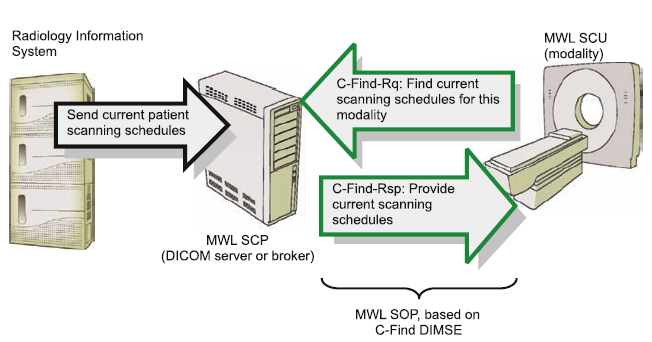 Radiology Information
System
MWL SCU
(modality)
Send current patient
scanning schedules
C-Find-Rq: Find current
scanning schedules for this
modality
C-Find-Rsp: Provide
current scanning
schedules
MWL SCP
(DICOM server or broker)
MWL SOP, based on
C-Find DIMSE